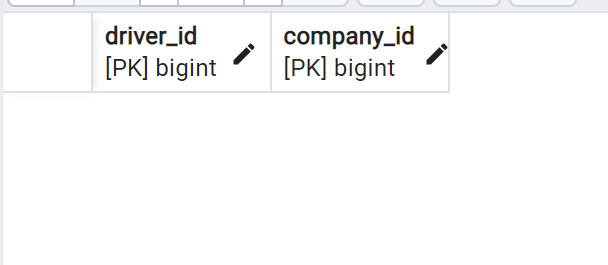 driver_id
[PK] bigint
company_id
[PK] bigint